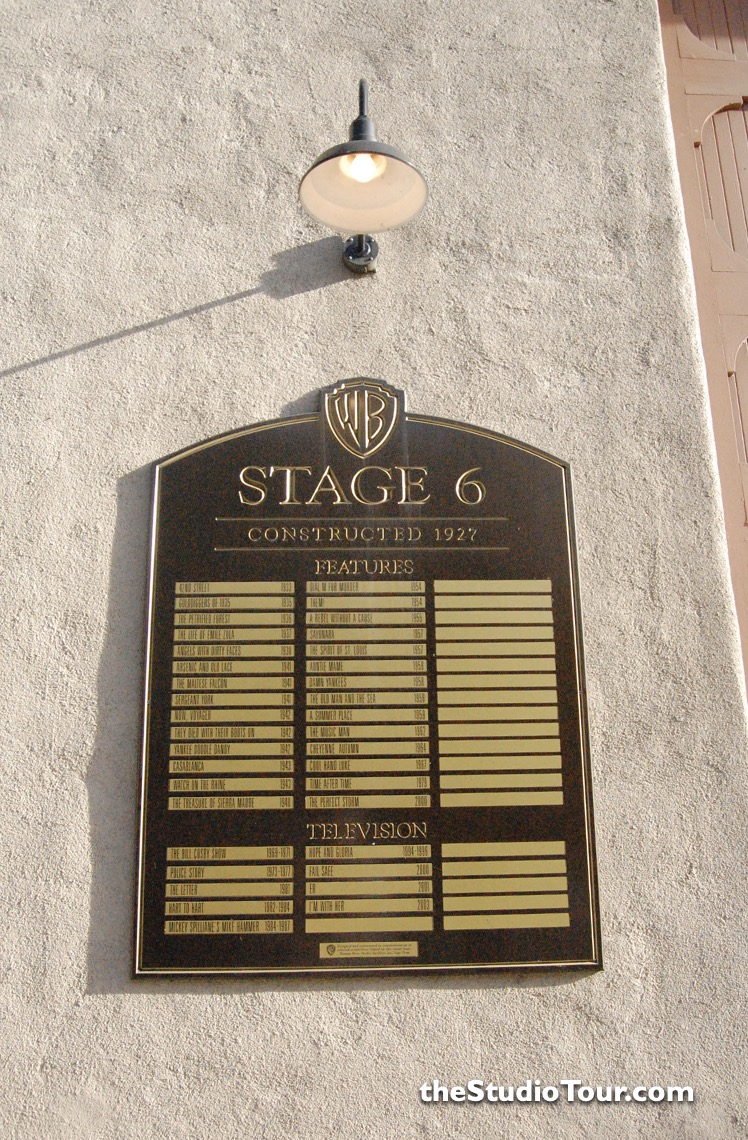 WB
STAGE 6
CONSTRUCTED 1927
FEATURES
42ND STREET 1933
GOLDDIGGERS OF 1935 1935
THE PETRIFIED FOREST 1936
THE LIFE OF EMILE ZOLA 1937
ANGELS WITH DIRTY FACES 1938
ARSENIC AND OLD LACE 1941
THE MALTESE FALCON 1941
SERGEANT YORK 1941
NOW, VOYAGER 1942
THEY DIED WITH THEIR BOOTS ON 1942
YANKEE DOODLE DANDY 1942
CASABLANCA 1943
WATCH ON THE RHINE 1943
THE TREASURE OF SIERRA MADRE 1948
DIAL M FOR MURDER 1954
THEM! 1954
A REBEL WITHOUT A CAUSE 1955
SAYONARA 1957
THE SPIRIT OF ST. LOUIS 1957
AUNTIE MAME 1958
DAMN YANKEES 1958
THE OLD MAN AND THE SEA 1958
A SUMMER PLACE 1959
THE MUSIC MAN 1962
CHEYENNE AUTUMN 1964
COOL HAND LUKE 1967
TIME AFTER TIME 1979
THE PERFECT STORM 2000
TELEVISION
THE BILL COSBY SHOW 1969-1971
POLICE STORY 1973-1977
THE LETTER 1981
HART TO HART 1982-1984
MICKEY SPILLIANE'S MIKE HAMMER 1984-1987
HOPE AND GLORIA 1994-1996
FAIL SAFE 2000
ER 2001
I'M WITH HER 2003
theStudioTour.com